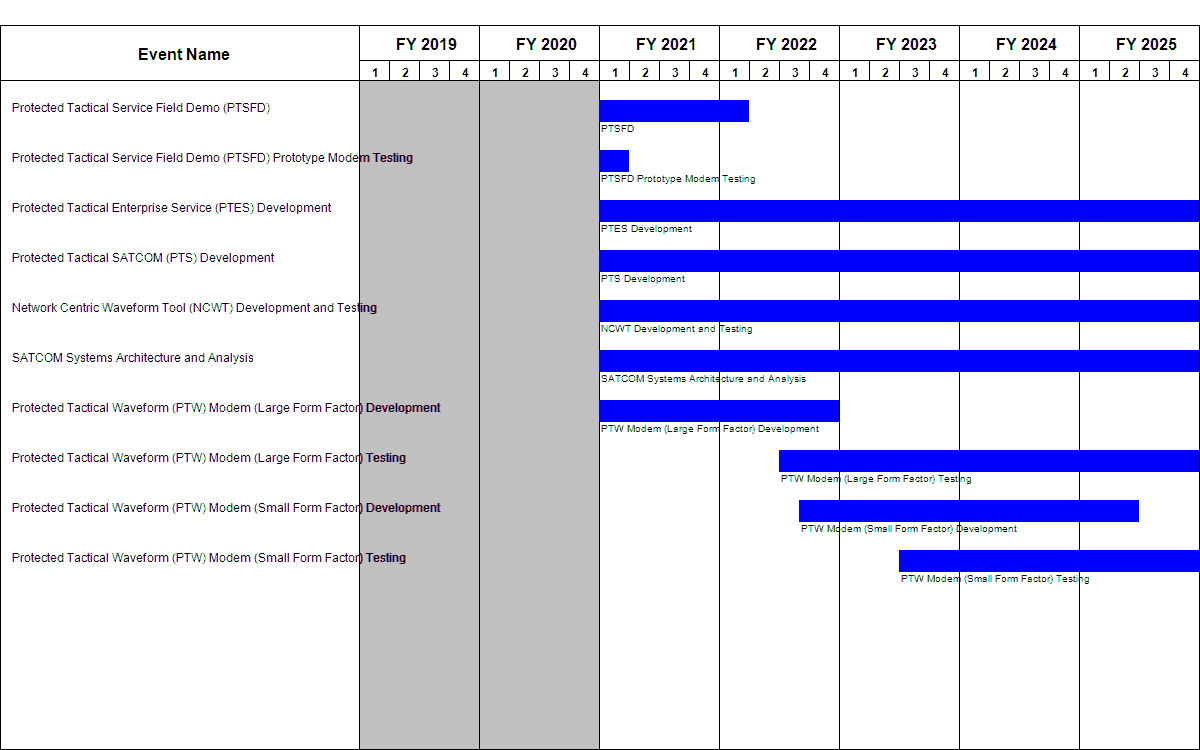 Event Name
FY 2019 FY 2020 FY 2021 FY 2022 FY 2023 FY 2024 FY 2025
1 2 3 4 1 2 3 4 1 2 3 4 1 2 3 4 1 2 3 4 1 2 3 4 1 2 3 4
Protected Tactical Service Field Demo (PTSFD)
PTSFD
Protected Tactical Service Field Demo (PTSFD) Prototype Modem Testing
PTSFD Prototype Modem Testing
Protected Tactical Enterprise Service (PTES) Development
PTES Development
Protected Tactical SATCOM (PTS) Development
PTS Development
Network Centric Waveform Tool (NCWT) Development and Testing
NCWT Development and Testing
SATCOM Systems Architecture and Analysis
SATCOM Systems Architecture and Analysis
Protected Tactical Waveform (PTW) Modem (Large Form Factor) Development
PTW Modem (Large Form Factor) Development
Protected Tactical Waveform (PTW) Modem (Large Form Factor) Testing
PTW Modem (Large Form Factor) Testing
Protected Tactical Waveform (PTW) Modem (Small Form Factor) Development
PTW Modem (Small Form Factor) Development
Protected Tactical Waveform (PTW) Modem (Small Form Factor) Testing
PTW Modem (Small Form Factor) Testing